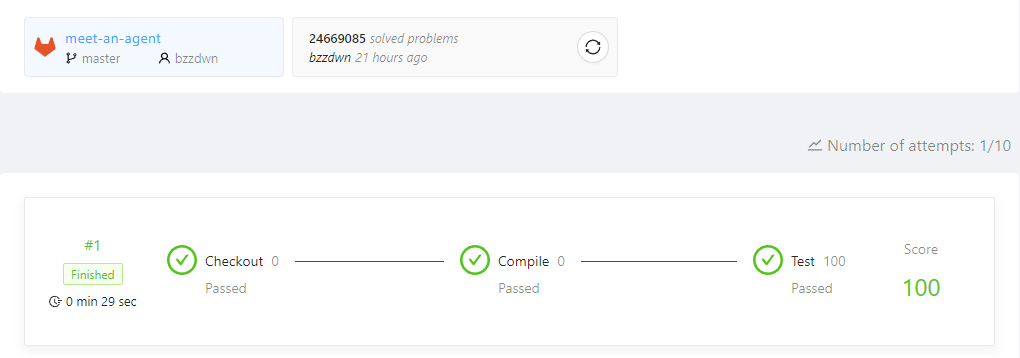 meet-an-agent
master bzzdwn
24669085 solved problems
bzzdwn 21 hours ago
Number of attempts: 1/10
#1
Finished
0 min 29 sec
Checkout 0
Passed
Compile 0
Passed
Test 100
Passed
Score
100